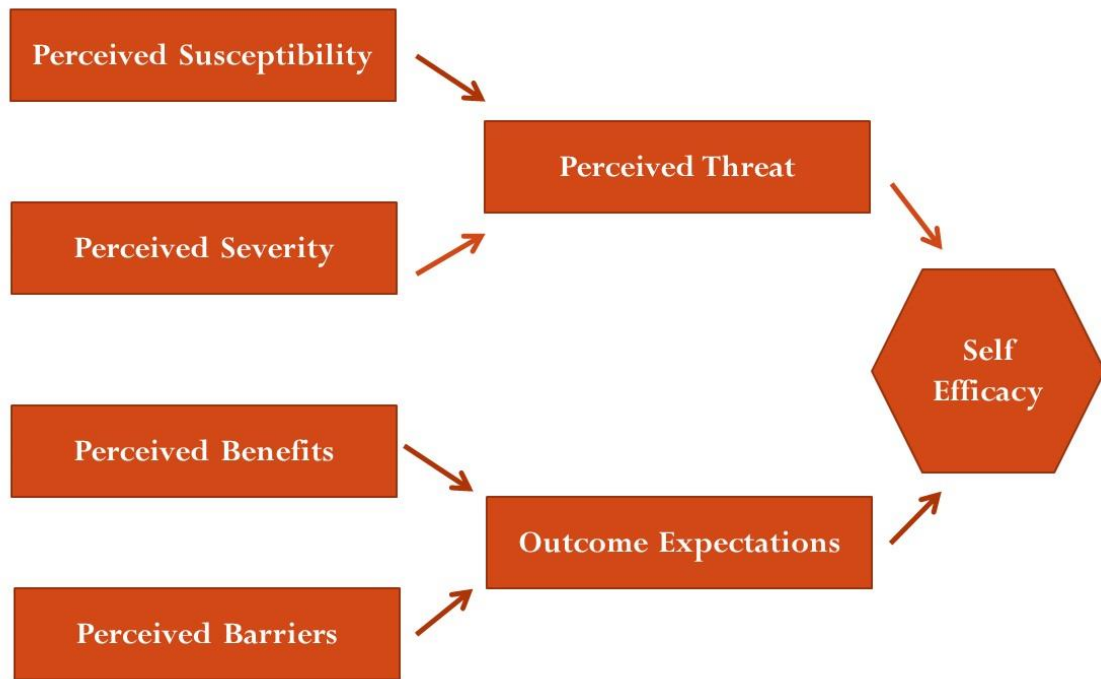 Perceived Susceptibility
Perceived Threat
Perceived Severity
Self
Efficacy
Perceived Benefits
Outcome Expectations
Perceived Barriers